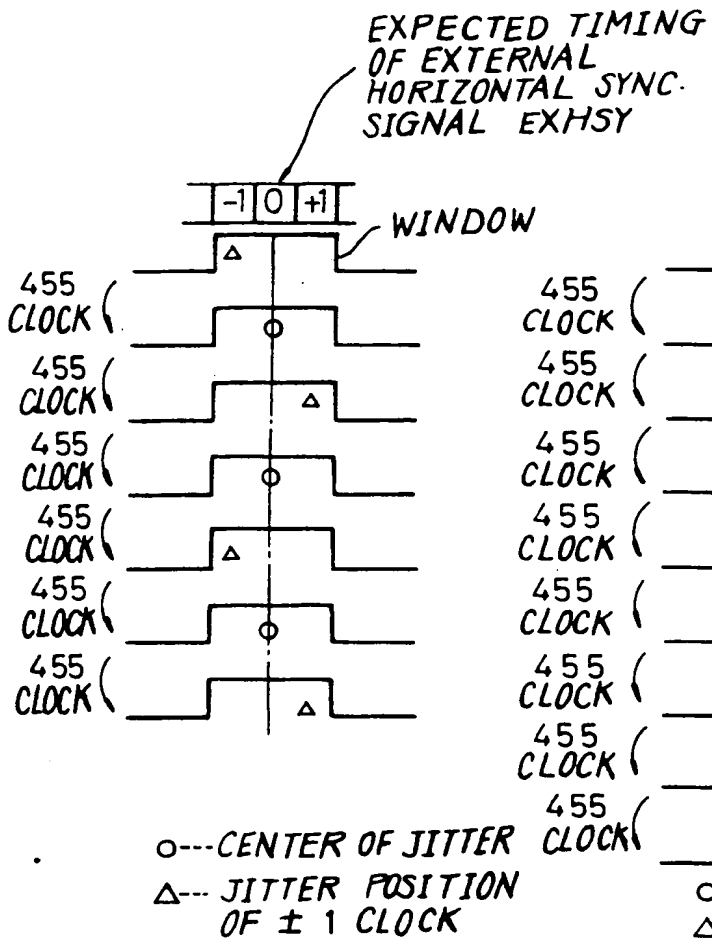 EXPECTED TIMING
OF EXTERNAL
HORIZONTAL SYNC.
SIGNAL EXHSY
-1 0 +1
WINDOW
455
CLOCK
455
CLOCK
455
CLOCK
455
CLOCK
455
CLOCK
455
CLOCK
455
CLOCK
O---CENTER OF JITTER
△---JITTER POSITION
OF ± 1 CLOCK
455
CLOCK
455
CLOCK
455
CLOCK
455
CLOCK
455
CLOCK
455
CLOCK
455
CLOCK
455
CLOCK
O
△